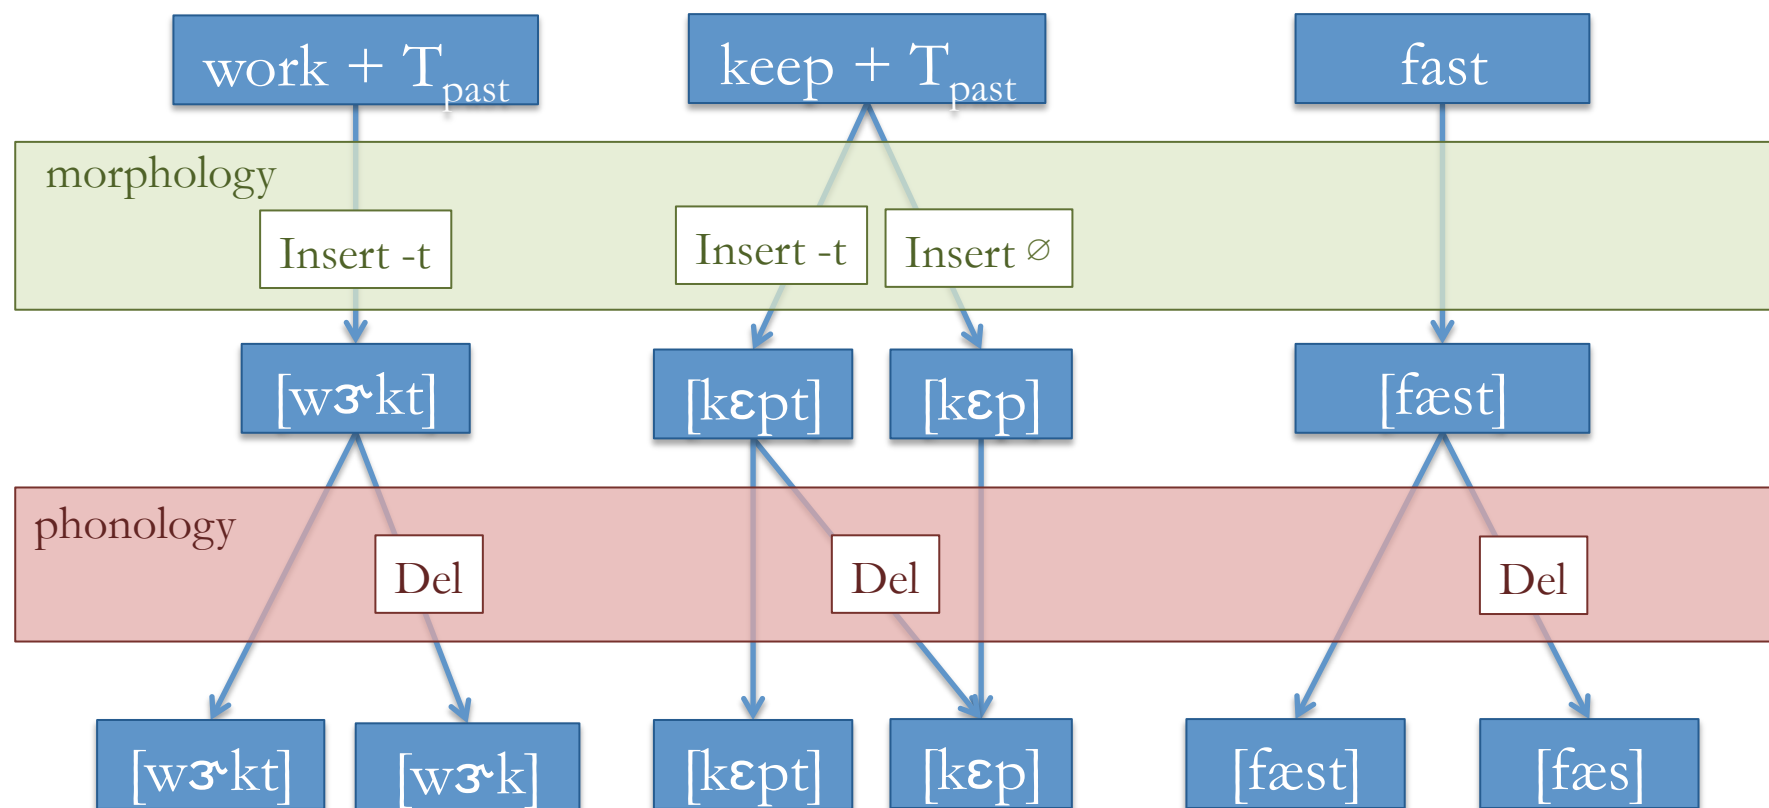 work + T_past
keep + T_past
fast
morphology
Insert -t
Insert -t
Insert ∅
[wɝkt]
[kɛpt]
[kɛp]
[fæst]
phonology
Del
Del
Del
[wɝkt]
[wɝk]
[kɛpt]
[kɛp]
[fæst]
[fæs]